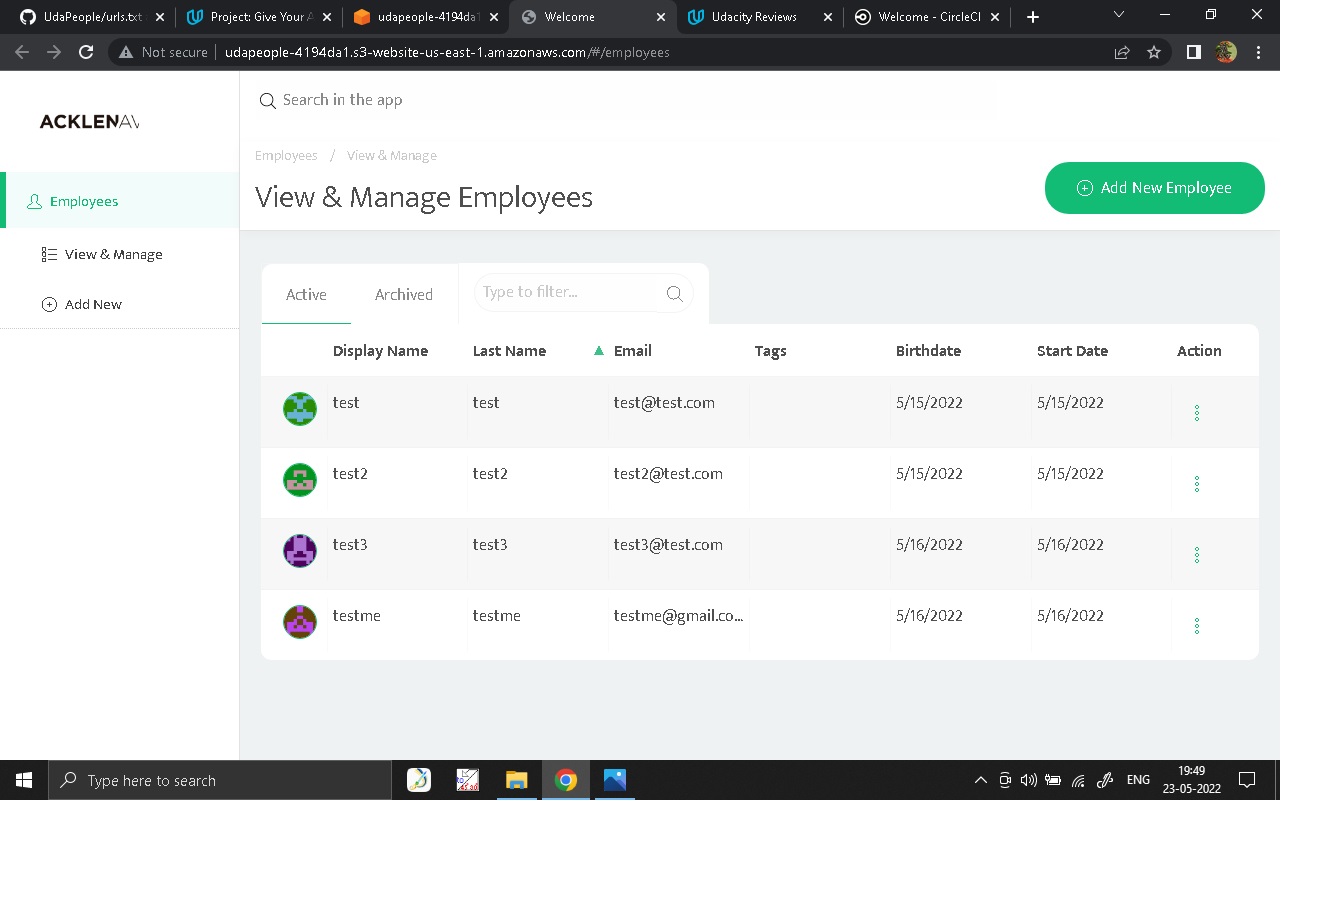 UdaPeople/urls.txt
Project: Give Your A
udapeople-4194da1
Welcome
Udacity Reviews
Welcome - CircleCI
Not secure
udapeople-4194da1.s3-website-us-east-1.amazonaws.com/#/employees
ACKLENAV
Search in the app
Employees / View & Manage
View & Manage Employees
Add New Employee
Employees
View & Manage
Add New
Active Archived Type to filter...
Display Name Last Name ▲ Email Tags Birthdate Start Date Action
test test test@test.com 5/15/2022 5/15/2022
test2 test2 test2@test.com 5/15/2022 5/15/2022
test3 test3 test3@test.com 5/16/2022 5/16/2022
testme testme testme@gmail.co... 5/16/2022 5/16/2022
Type here to search
ENG
19:49
23-05-2022